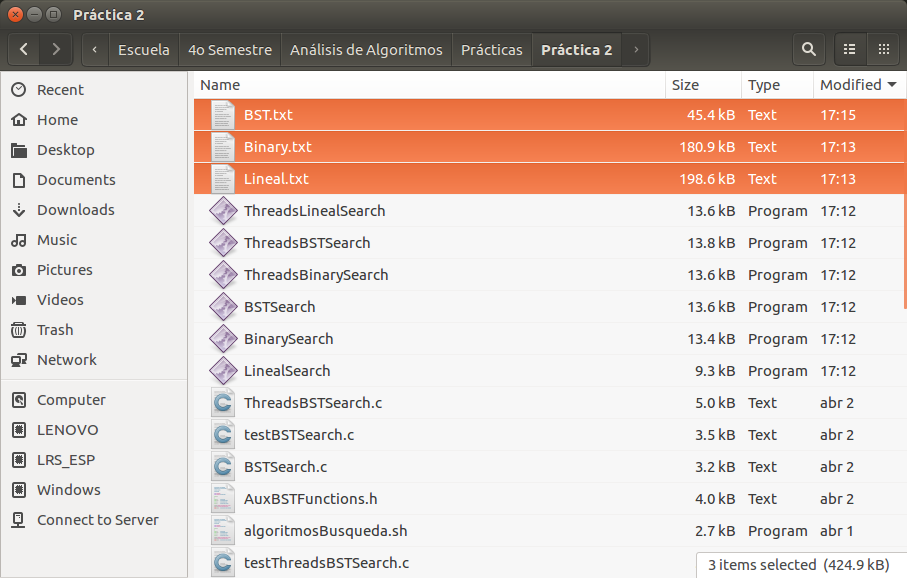 Práctica 2
Escuela 4o Semestre Análisis de Algoritmos Prácticas Práctica 2
Recent
Home
Desktop
Documents
Downloads
Music
Pictures
Videos
Trash
Network
Computer
LENOVO
LRS_ESP
Windows
Connect to Server
Name Size Type Modified
BST.txt 45.4 kB Text 17:15
Binary.txt 180.9 kB Text 17:13
Lineal.txt 198.6 kB Text 17:13
ThreadsLinealSearch 13.6 kB Program 17:12
ThreadsBSTSearch 13.8 kB Program 17:12
ThreadsBinarySearch 13.6 kB Program 17:12
BSTSearch 13.6 kB Program 17:12
BinarySearch 13.4 kB Program 17:12
LinealSearch 9.3 kB Program 17:12
ThreadsBSTSearch.c 5.0 kB Text abr 2
testBSTSearch.c 3.5 kB Text abr 2
BSTSearch.c 3.2 kB Text abr 2
AuxBSTFunctions.h 4.0 kB Text abr 2
algoritmosBusqueda.sh 2.7 kB Program abr 1
testThreadsBSTSearch.c
3 items selected (424.9 kB)